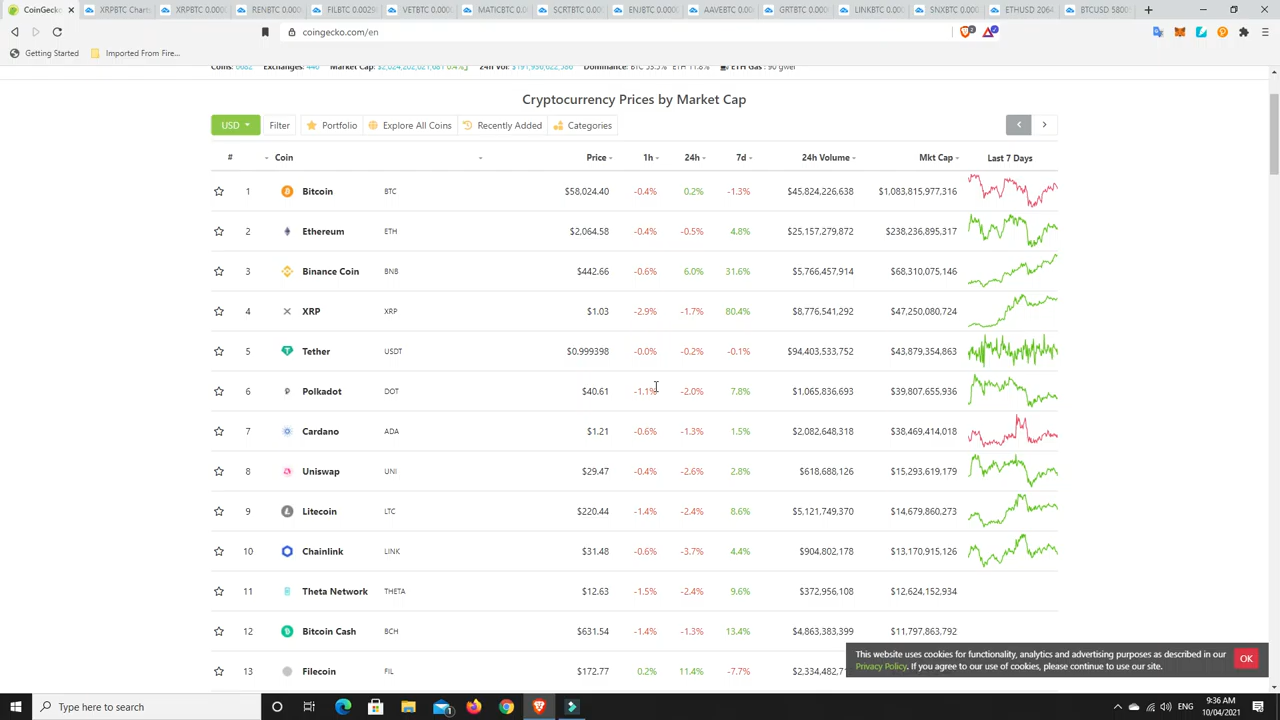 CoinGecko
XRPBTC Chart
XRPBTC 0.0000
RENBTC 0.000
FILBTC 0.00296
VETBTC 0.000
MATICBTC 0.0
SCRTBTC 0.000
ENJBTC 0.000
AAVEBTC 0.00
GRTBTC 0.000
LINKBTC 0.00
SNXBTC 0.000
ETHUSD 2064
BTCUSD 5800
coingecko.com/en
Getting Started
Imported From Fire...
Cryptocurrency Prices by Market Cap
USD
Filter
Portfolio
Explore All Coins
Recently Added
Categories
# Coin Price 1h 24h 7d 24h Volume Mkt Cap Last 7 Days
1 Bitcoin BTC $58,024.40 -0.4% 0.2% -1.3% $45,824,226,638 $1,083,815,977,316
2 Ethereum ETH $2,064.58 -0.4% -0.5% 4.8% $25,157,279,872 $238,236,895,317
3 Binance Coin BNB $442.66 -0.6% 6.0% 31.6% $5,766,457,914 $68,310,075,146
4 XRP XRP $1.03 -2.9% -1.7% 80.4% $8,776,541,292 $47,250,080,724
5 Tether USDT $0.999398 -0.0% -0.2% -0.1% $94,403,533,752 $43,879,354,863
6 Polkadot DOT $40.61 -1.1% -2.0% 7.8% $1,065,836,693 $39,807,655,936
7 Cardano ADA $1.21 -0.6% -1.3% 1.5% $2,082,648,318 $38,469,414,018
8 Uniswap UNI $29.47 -0.4% -2.6% 2.8% $618,688,126 $15,293,619,179
9 Litecoin LTC $220.44 -1.4% -2.4% 8.6% $5,121,749,370 $14,679,860,273
10 Chainlink LINK $31.48 -0.6% -3.7% 4.4% $904,802,178 $13,170,915,126
11 Theta Network THETA $12.63 -1.5% -2.4% 9.6% $372,956,108 $12,624,152,934
12 Bitcoin Cash BCH $631.54 -1.4% -1.3% 13.4% $4,863,383,399 $11,797,863,792
13 Filecoin FIL $172.77 0.2% 11.4% -7.7%
This website uses cookies for functionality, analytics and advertising purposes as described in our
Privacy Policy. If you agree to our use of cookies, please continue to use our site.
OK
Type here to search
ENG
9:36 AM
10/04/2021